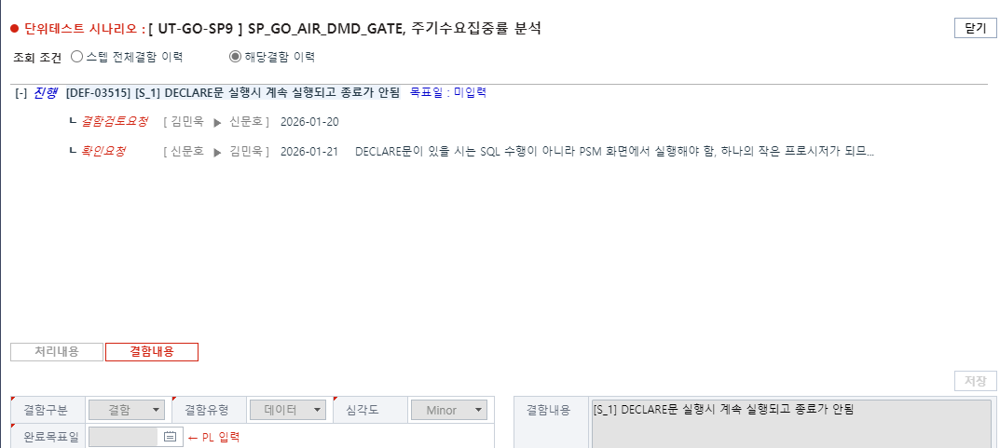 ● 단위테스트 시나리오 : [ UT-GO-SP9 ] SP_GO_AIR_DMD_GATE, 주기수요집중률 분석 닫기
조회 조건 스텝 전체결함 이력 해당결함 이력
[-] 진행 [DEF-03515] [S_1] DECLARE문 실행시 계속 실행되고 종료가 안됨 목표일 : 미입력
ㄴ 결함검토요청 [ 김민욱 ▶ 신문호 ] 2026-01-20
ㄴ 확인요청 [ 신문호 ▶ 김민욱 ] 2026-01-21 DECLARE문이 있을 시는 SQL 수행이 아니라 PSM 화면에서 실행해야 함, 하나의 작은 프로시저가 되므...
처리내용 결함내용
저장
결함구분 결함 결함유형 데이터 심각도 Minor 결함내용 [S_1] DECLARE문 실행시 계속 실행되고 종료가 안됨
완료목표일 ← PL 입력